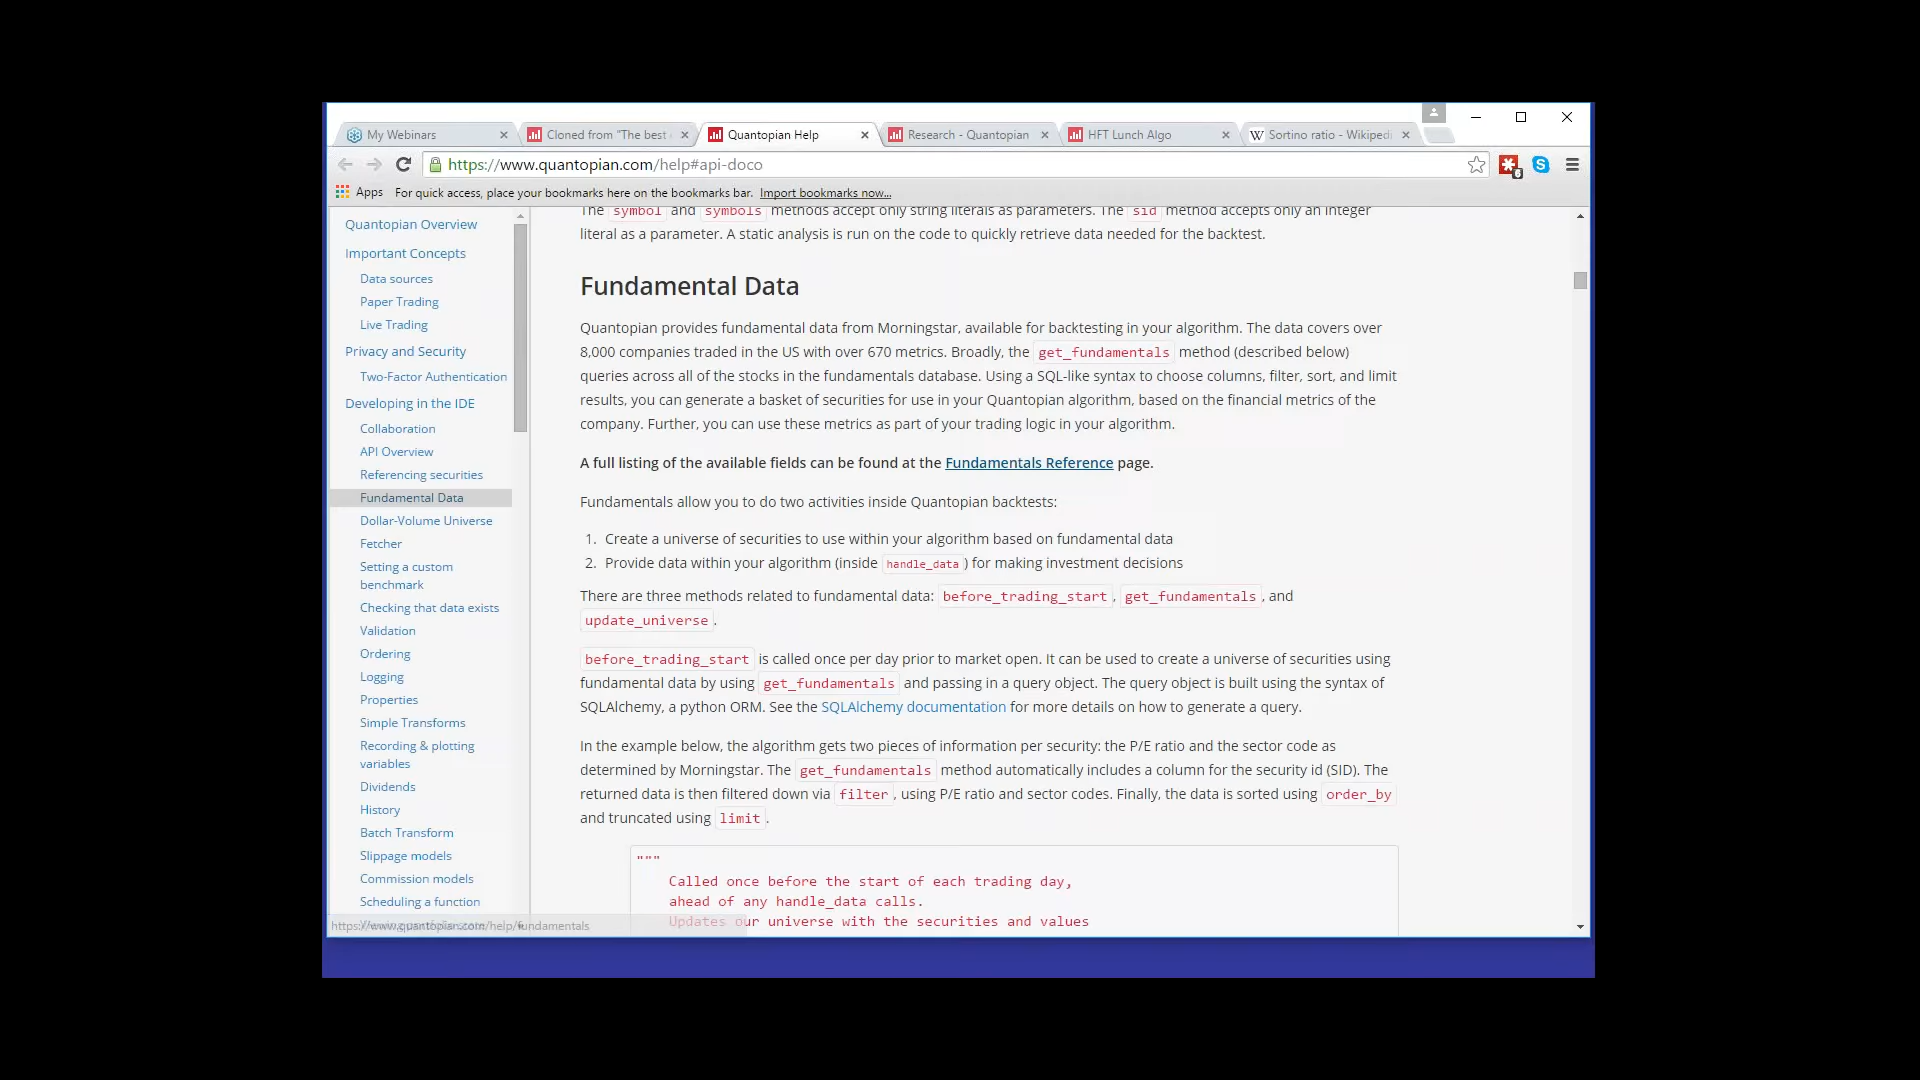 My Webinars
Cloned from "The best
Quantopian Help
Research - Quantopian
HFT Lunch Algo
Sortino ratio - Wikipedi
https://www.quantopian.com/help#api-doco
6
Apps
For quick access, place your bookmarks here on the bookmarks bar. Import bookmarks now...
Quantopian Overview
Important Concepts
Data sources
Paper Trading
Live Trading
Privacy and Security
Two-Factor Authentication
Developing in the IDE
Collaboration
API Overview
Referencing securities
Fundamental Data
Dollar-Volume Universe
Fetcher
Setting a custom
benchmark
Checking that data exists
Validation
Ordering
Logging
Properties
Simple Transforms
Recording & plotting
variables
Dividends
History
Batch Transform
Slippage models
Commission models
Scheduling a function
https://www.quantopian.com/help/fundamentals
The symbol and symbols methods accept only string literals as parameters. The sid method accepts only an integer
literal as a parameter. A static analysis is run on the code to quickly retrieve data needed for the backtest.
Fundamental Data
Quantopian provides fundamental data from Morningstar, available for backtesting in your algorithm. The data covers over
8,000 companies traded in the US with over 670 metrics. Broadly, the get_fundamentals method (described below)
queries across all of the stocks in the fundamentals database. Using a SQL-like syntax to choose columns, filter, sort, and limit
results, you can generate a basket of securities for use in your Quantopian algorithm, based on the financial metrics of the
company. Further, you can use these metrics as part of your trading logic in your algorithm.
A full listing of the available fields can be found at the Fundamentals Reference page.
Fundamentals allow you to do two activities inside Quantopian backtests:
1. Create a universe of securities to use within your algorithm based on fundamental data
2. Provide data within your algorithm (inside handle_data) for making investment decisions
There are three methods related to fundamental data: before_trading_start, get_fundamentals, and
update_universe.
before_trading_start is called once per day prior to market open. It can be used to create a universe of securities using
fundamental data by using get_fundamentals and passing in a query object. The query object is built using the syntax of
SQLAlchemy, a python ORM. See the SQLAlchemy documentation for more details on how to generate a query.
In the example below, the algorithm gets two pieces of information per security: the P/E ratio and the sector code as
determined by Morningstar. The get_fundamentals method automatically includes a column for the security id (SID). The
returned data is then filtered down via filter, using P/E ratio and sector codes. Finally, the data is sorted using order_by
and truncated using limit.
"""
Called once before the start of each trading day,
ahead of any handle_data calls.
Updates our universe with the securities and values